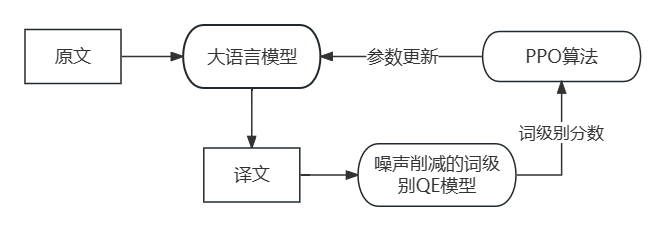 原文
大语言模型
参数更新
PPO算法
词级别分数
译文
噪声削减的词级
别QE模型